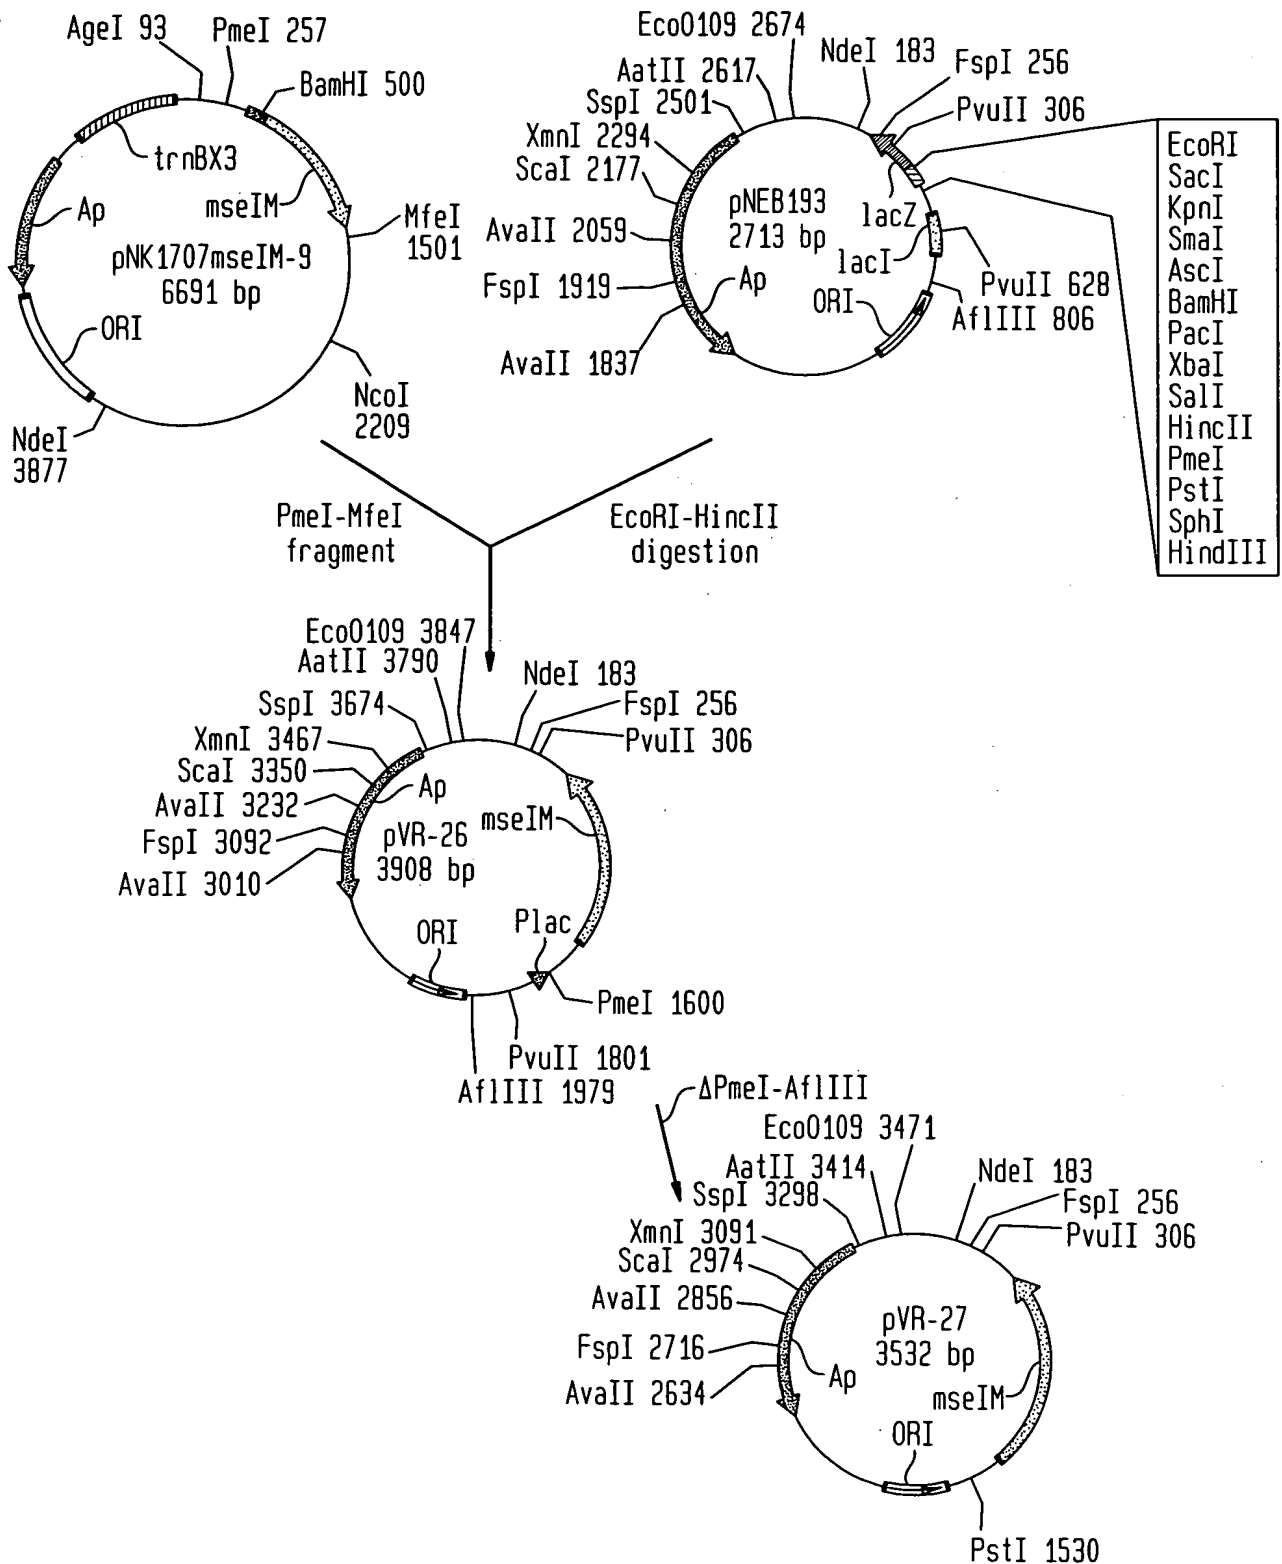 AgeI 93
PmeI 257
BamHI 500
trnBX3
Ap
mseIM
MfeI
1501
pNK1707mseIM-9
6691 bp
ORI
NcoI
2209
NdeI
3877
EcoO109 2674
NdeI 183
AatII 2617
FspI 256
SspI 2501
PvuII 306
XmnI 2294
ScaI 2177
pNEB193
2713 bp
lacZ
AvaII 2059
lacI
FspI 1919
Ap
ORI
PvuII 628
AflIII 806
AvaII 1837
EcoRI
SacI
KpnI
SmaI
AscI
BamHI
PacI
XbaI
SalI
HincII
PmeI
PstI
SphI
HindIII
PmeI-MfeI
fragment
EcoRI-HincII
digestion
EcoO109 3847
AatII 3790
NdeI 183
SspI 3674
FspI 256
XmnI 3467
PvuII 306
ScaI 3350
Ap
AvaII 3232
mseIM
FspI 3092
pVR-26
3908 bp
AvaII 3010
ORI
Plac
PmeI 1600
PvuII 1801
AflIII 1979
ΔPmeI-AflIII
EcoO109 3471
AatII 3414
NdeI 183
SspI 3298
FspI 256
XmnI 3091
PvuII 306
ScaI 2974
AvaII 2856
pVR-27
3532 bp
FspI 2716
Ap
AvaII 2634
mseIM
ORI
PstI 1530